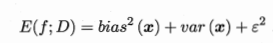 E(f; D) = bias² (x) + var (x) + ε²